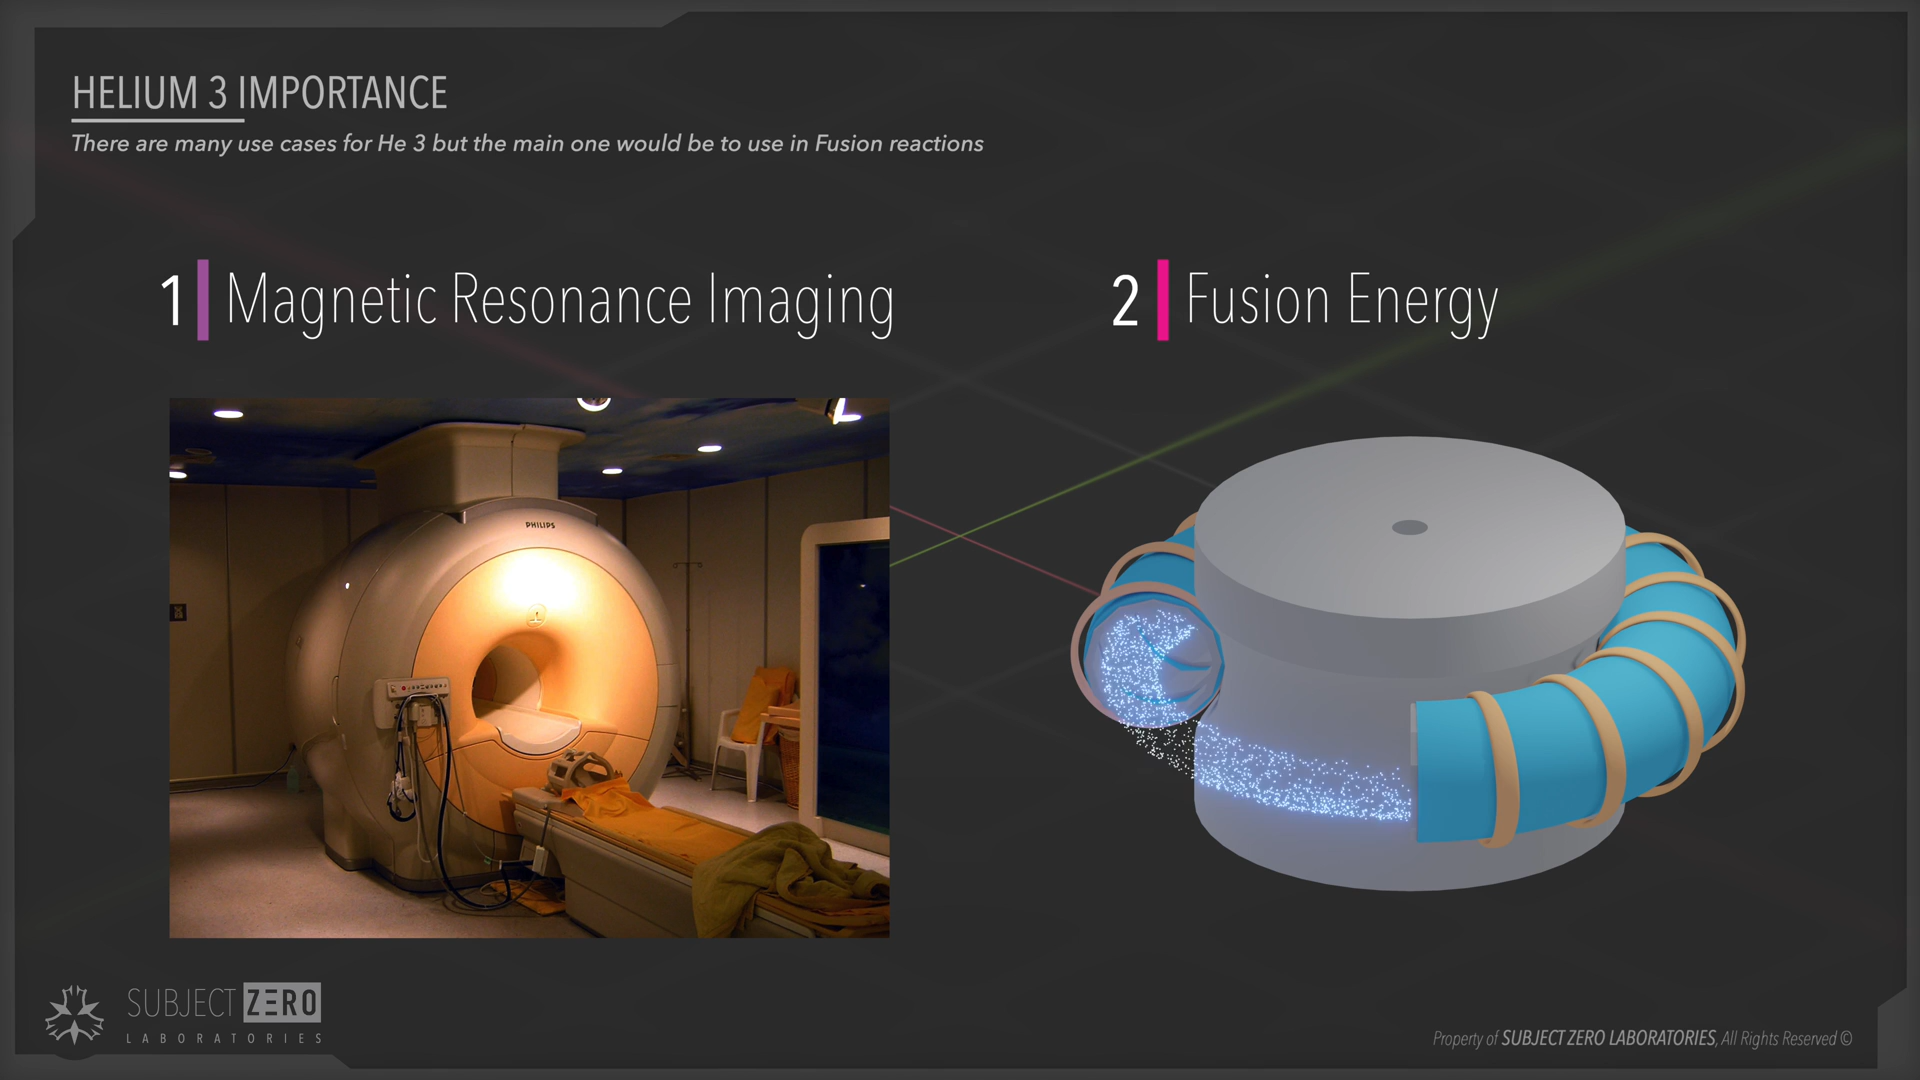 HELIUM 3 IMPORTANCE
There are many use cases for He 3 but the main one would be to use in Fusion reactions
1 Magnetic Resonance Imaging
2 Fusion Energy
PHILIPS
SUBJECT ZERO
LABORATORIES
Property of SUBJECT ZERO LABORATORIES, All Rights Reserved ©